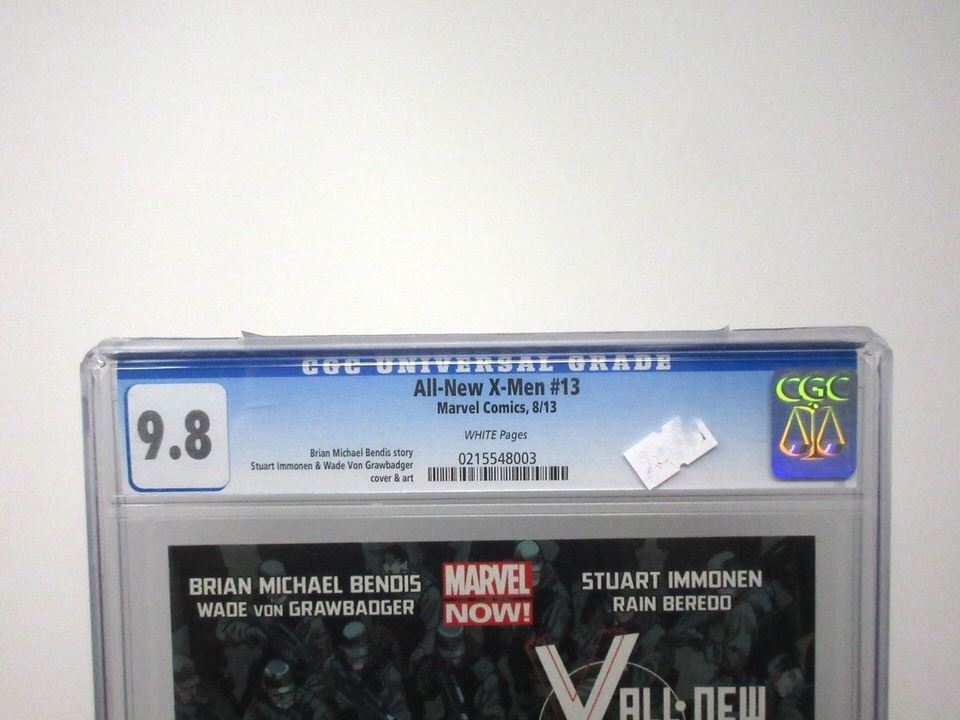 CGC UNIVERSAL GRADE
9.8
All-New X-Men #13
Marvel Comics, 8/13
WHITE Pages
Brian Michael Bendis story
Stuart Immonen & Wade Von Grawbadger
cover & art
0215548003
CGC
BRIAN MICHAEL BENDIS
WADE VON GRAWBADGER
MARVEL
NOW!
STUART IMMONEN
RAIN BEREDO
ALL-NEW